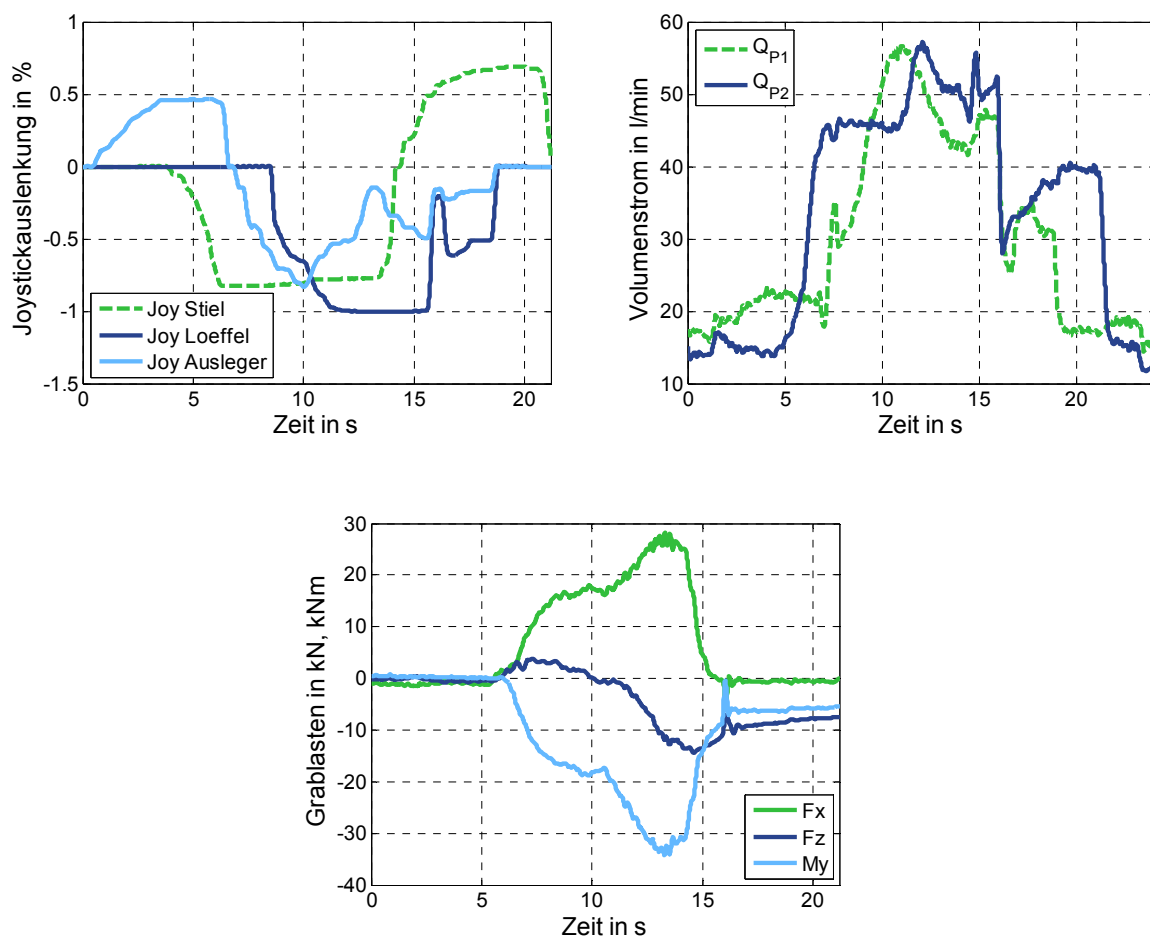 1
0.5
0
-0.5
-1
-1.5
Joystickauslenkung in %
Joy Stiel
Joy Loeffel
Joy Ausleger
0
5
10
15
20
Zeit in s
60
50
40
30
20
10
Volumenstrom in l/min
Q_P1
Q_P2
0
5
10
15
20
Zeit in s
30
20
10
0
-10
-20
-30
-40
Grablasten in kN, kNm
Fx
Fz
My
0
5
10
15
20
Zeit in s